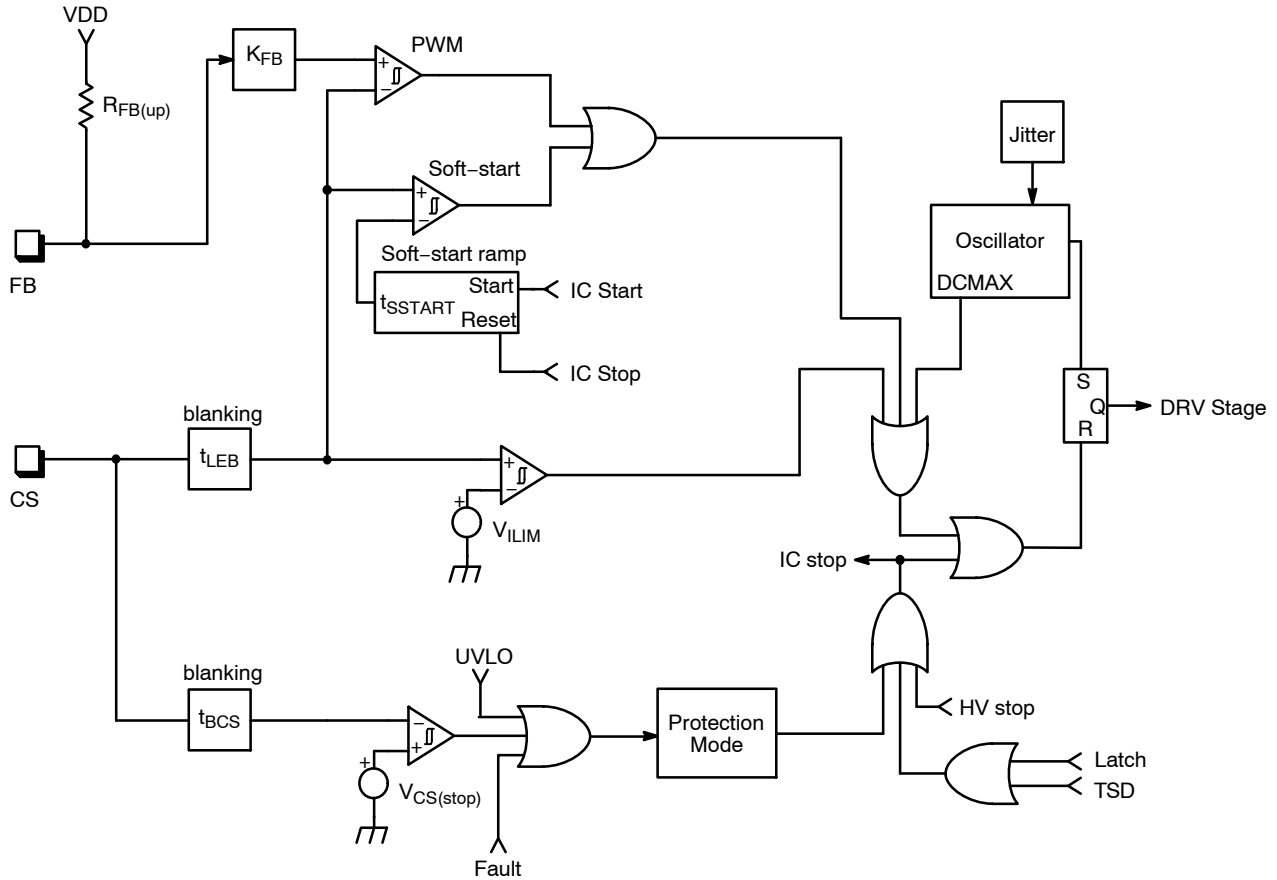 VDD
KFB
PWM
+
−
RFB(up)
Jitter
Soft−start
+
−
Oscillator
DCMAX
FB
Soft−start ramp
Start
tSSTART
Reset
IC Start
IC Stop
S
Q
R
DRV Stage
blanking
tLEB
CS
+
−
+
VILIM
IC stop
UVLO
blanking
tBCS
−
+
+
VCS(stop)
Protection
Mode
HV stop
Latch
TSD
Fault